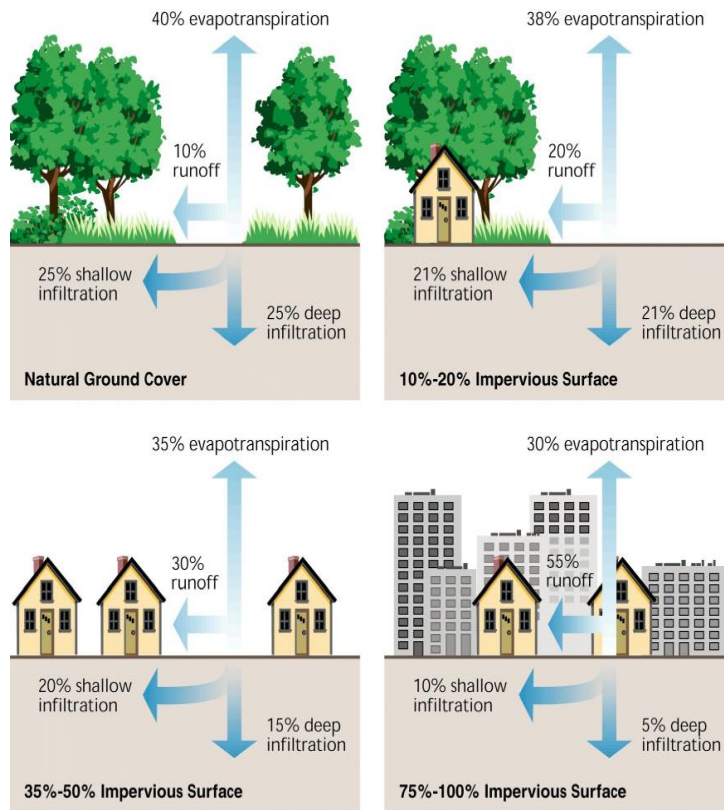 40% evapotranspiration
10%
runoff
25% shallow
infiltration
25% deep
infiltration
Natural Ground Cover
38% evapotranspiration
20%
runoff
21% shallow
infiltration
21% deep
infiltration
10%-20% Impervious Surface
35% evapotranspiration
30%
runoff
20% shallow
infiltration
15% deep
infiltration
35%-50% Impervious Surface
30% evapotranspiration
55%
runoff
10% shallow
infiltration
5% deep
infiltration
75%-100% Impervious Surface